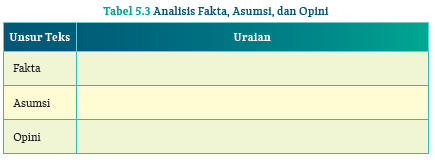 Tabel 5.3 Analisis Fakta, Asumsi, dan Opini
Unsur Teks Uraian
Fakta
Asumsi
Opini